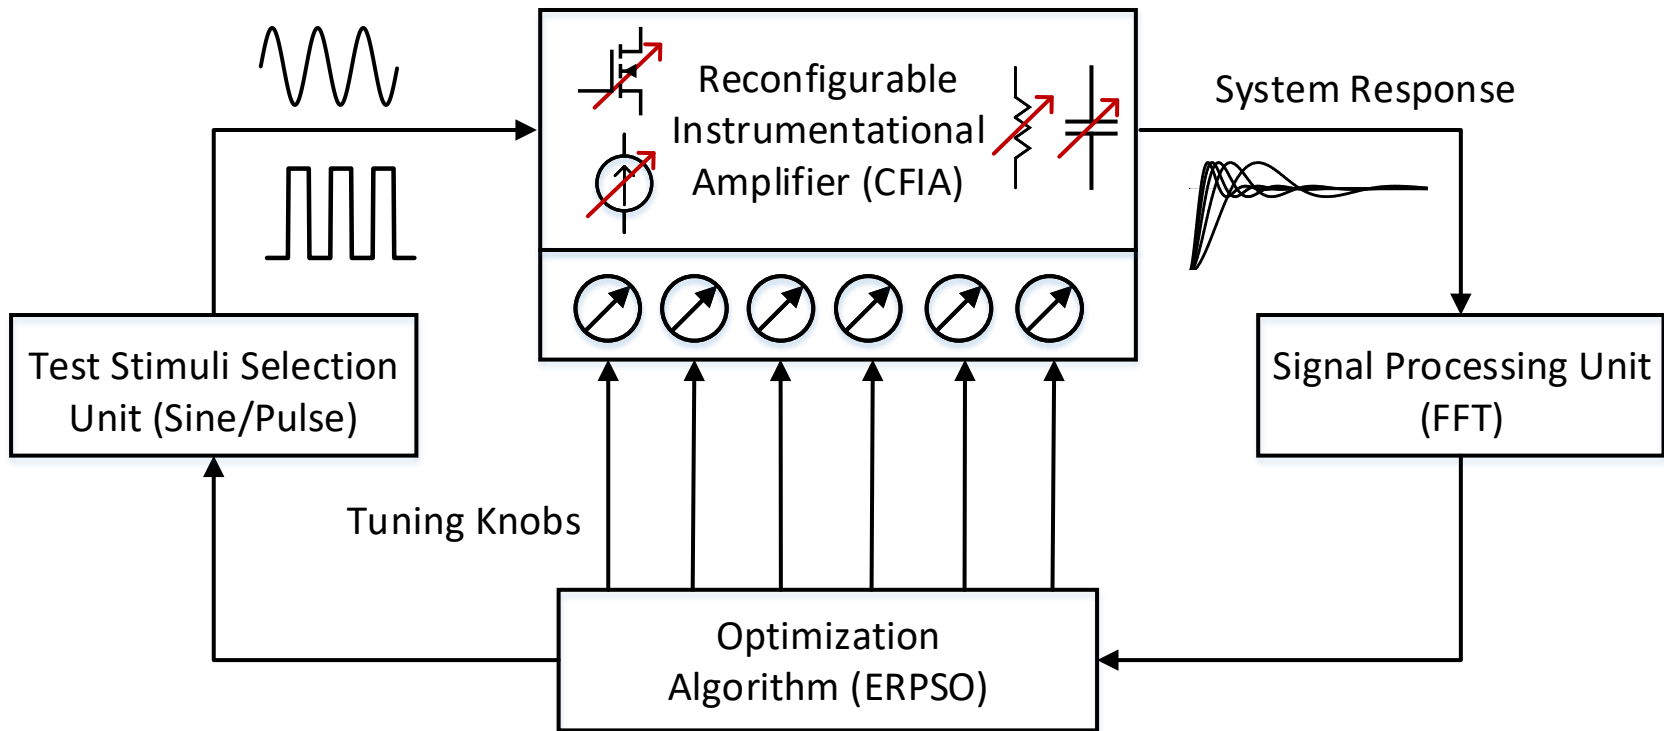 Reconfigurable
Instrumentational
Amplifier (CFIA)
System Response
Test Stimuli Selection
Unit (Sine/Pulse)
Signal Processing Unit
(FFT)
Tuning Knobs
Optimization
Algorithm (ERPSO)